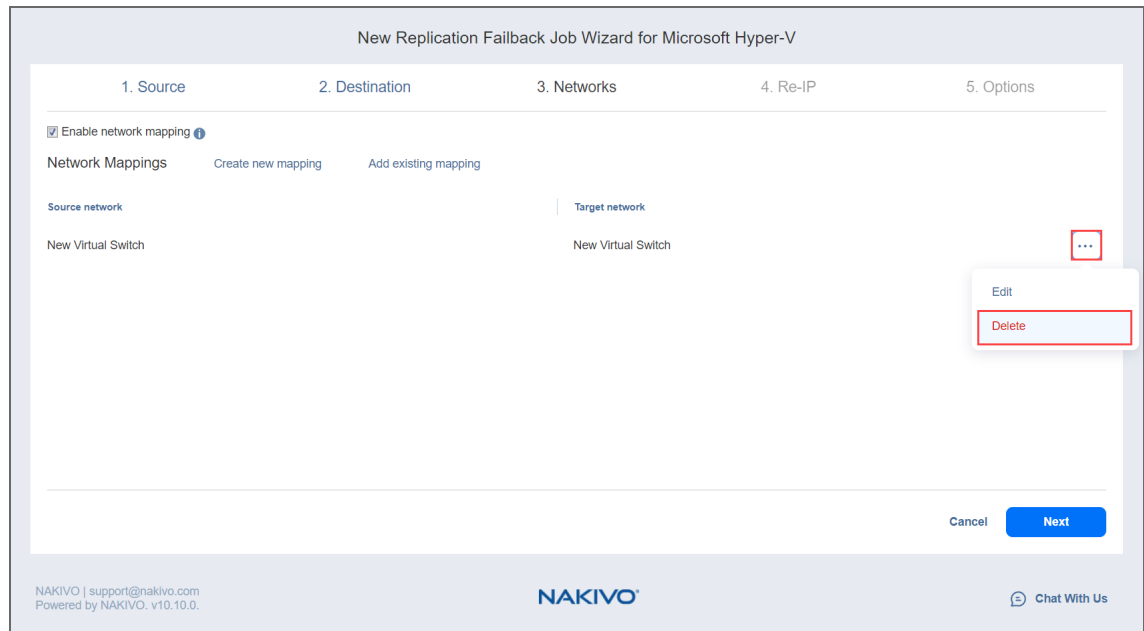 New Replication Failback Job Wizard for Microsoft Hyper-V
1. Source 2. Destination 3. Networks 4. Re-IP 5. Options
Enable network mapping
Network Mappings Create new mapping Add existing mapping
Source network Target network
New Virtual Switch New Virtual Switch ...
Edit
Delete
Cancel Next
NAKIVO | support@nakivo.com
Powered by NAKIVO. v10.10.0.
NAKIVO®
Chat With Us